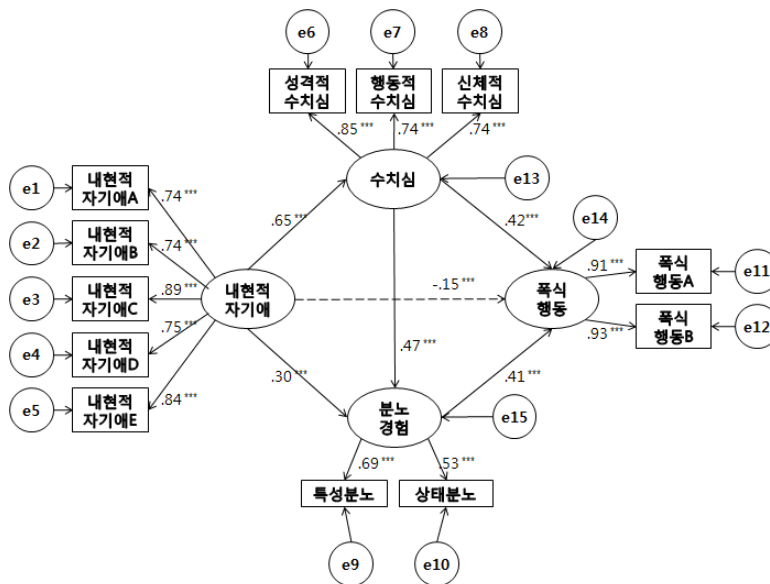 e6
e7
e8
성격적
수치심
행동적
수치심
신체적
수치심
.85 ***
.74 ***
.74 ***
e1
내현적
자기애A
.74 ***
수치심
e13
e2
내현적
자기애B
.74 ***
.65 ***
.42***
e14
e3
내현적
자기애C
.89 ***
내현적
자기애
-.15 ***
폭식
행동
.91 ***
폭식
행동A
e11
.93 ***
폭식
행동B
e12
e4
내현적
자기애D
.75 ***
.47 ***
e5
내현적
자기애E
.84 ***
.30 ***
.41 ***
분노
경험
e15
.69 ***
.53 ***
특성분노
상태분노
e9
e10